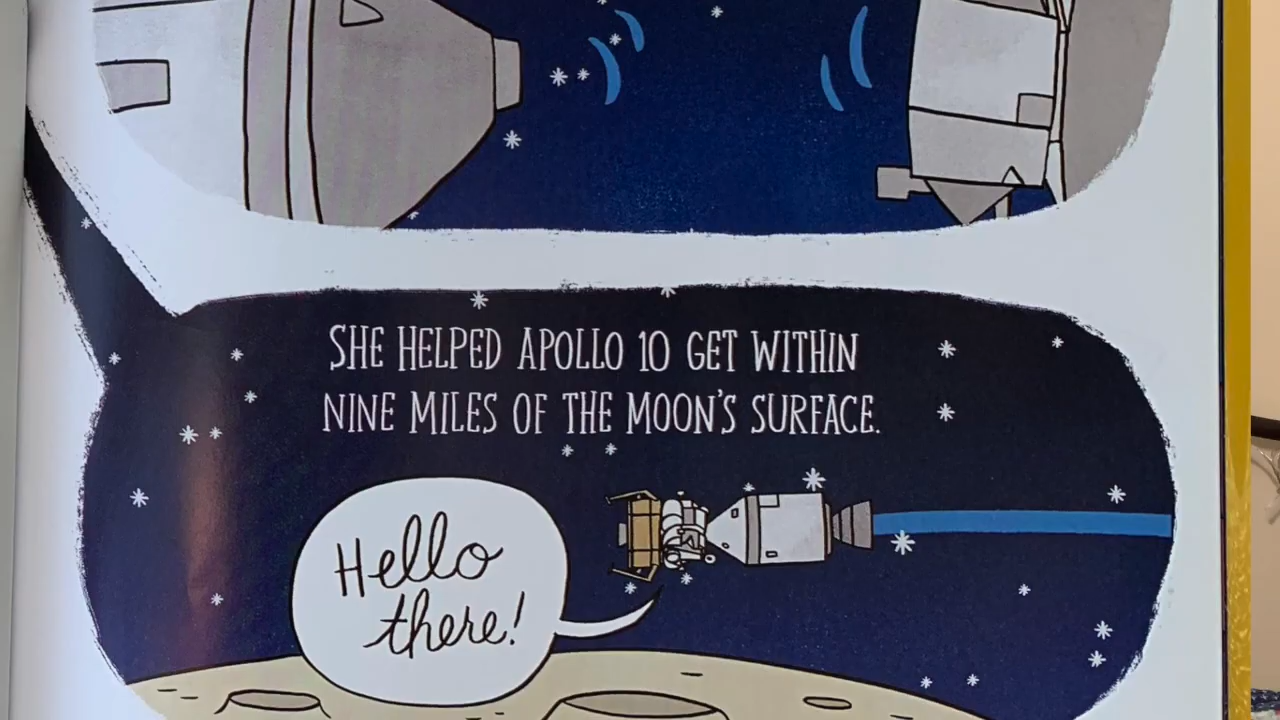 SHE HELPED APOLLO 10 GET WITHIN
NINE MILES OF THE MOON'S SURFACE.
Hello
there!